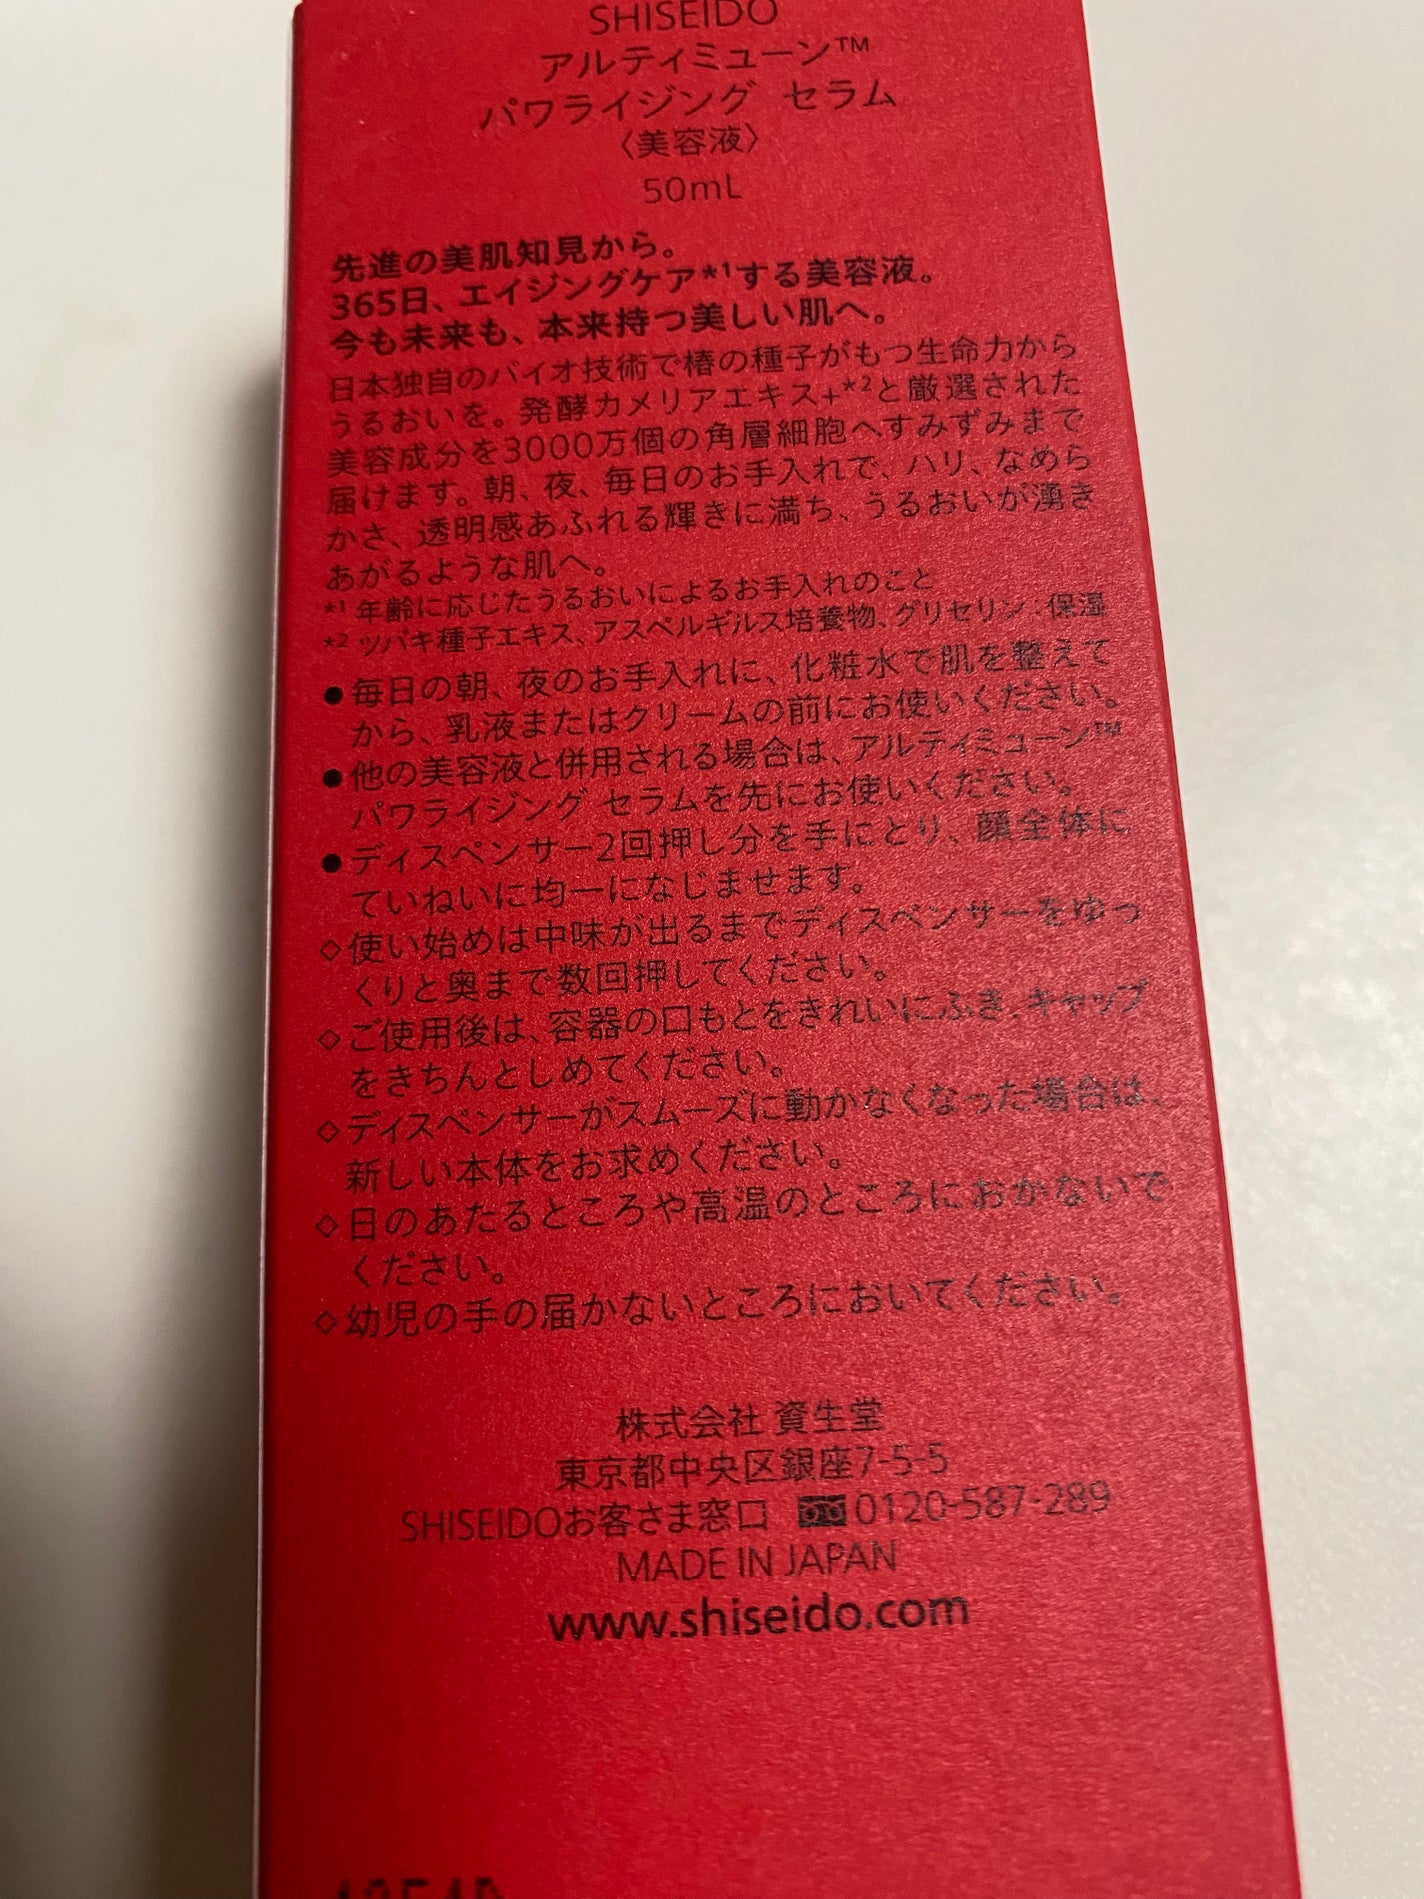 SHISEIDO
アルティミューン™
パワライジング セラム
〈美容液〉
50mL
先進の美肌知見から。
365日、エイジングケア*1する美容液。
今も未来も、本来持つ美しい肌へ。
日本独自のバイオ技術で椿の種子がもつ生命力から
うるおいを。発酵カメリアエキス+*2と厳選された
美容成分を3000万個の角層細胞へすみずみまで
届けます。朝、夜、毎日のお手入れで、ハリ、なめら
かさ、透明感あふれる輝きに満ち、うるおいが湧き
あがるような肌へ。
*1 年齢に応じたうるおいによるお手入れのこと
*2 ツバキ種子エキス、アスペルギルス培養物、グリセリン:保湿
●毎日の朝、夜のお手入れに、化粧水で肌を整えて
から、乳液またはクリームの前にお使いください。
●他の美容液と併用される場合は、アルティミューン™
パワライジング セラムを先にお使いください。
●ディスペンサー2回押し分を手にとり、顔全体に
ていねいに均一になじませます。
◇使い始めは中味が出るまでディスペンサーをゆっ
くりと奥まで数回押してください。
◇ご使用後は、容器の口もとをきれいにふき、キャップ
をきちんとしめてください。
◇ディスペンサーがスムーズに動かなくなった場合は、
新しい本体をお求めください。
◇日のあたるところや高温のところにおかないで
ください。
◇幼児の手の届かないところにおいてください。
株式会社 資生堂
東京都中央区銀座7-5-5
SHISEIDOお客さま窓口 0120-587-289
MADE IN JAPAN
www.shiseido.com